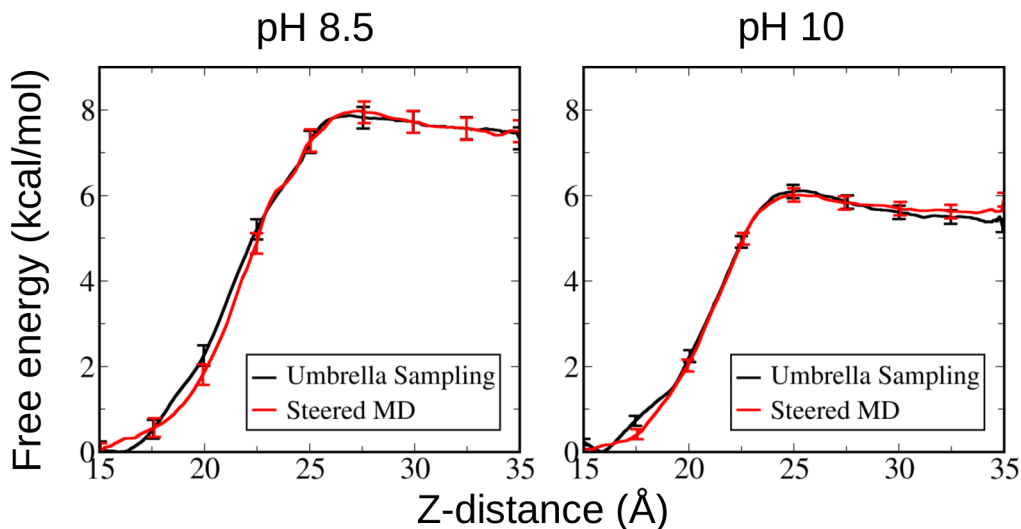 pH 8.5
pH 10
Free energy (kcal/mol)
8
6
4
2
0
15
20
25
30
35
Umbrella Sampling
Steered MD
8
6
4
2
0
15
20
25
30
35
Umbrella Sampling
Steered MD
Z-distance (Å)